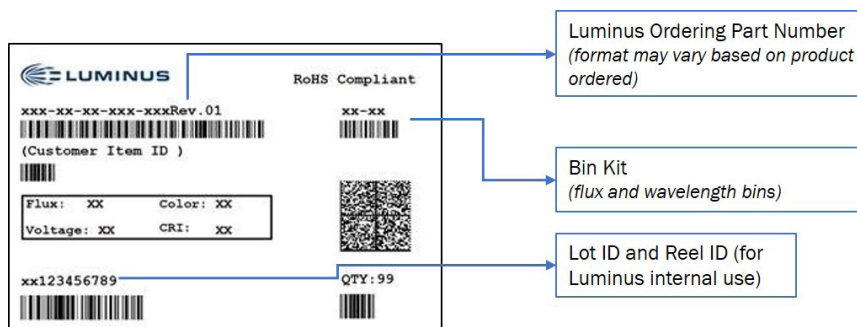 LUMINUS
RoHS Compliant
xxx-xx-xx-xxx-xxxRev.01
xx-xx
(Customer Item ID )
Flux: XX Color: XX
Voltage: XX CRI: XX
xx123456789
QTY:99
Luminus Ordering Part Number
(format may vary based on product
ordered)
Bin Kit
(flux and wavelength bins)
Lot ID and Reel ID (for
Luminus internal use)